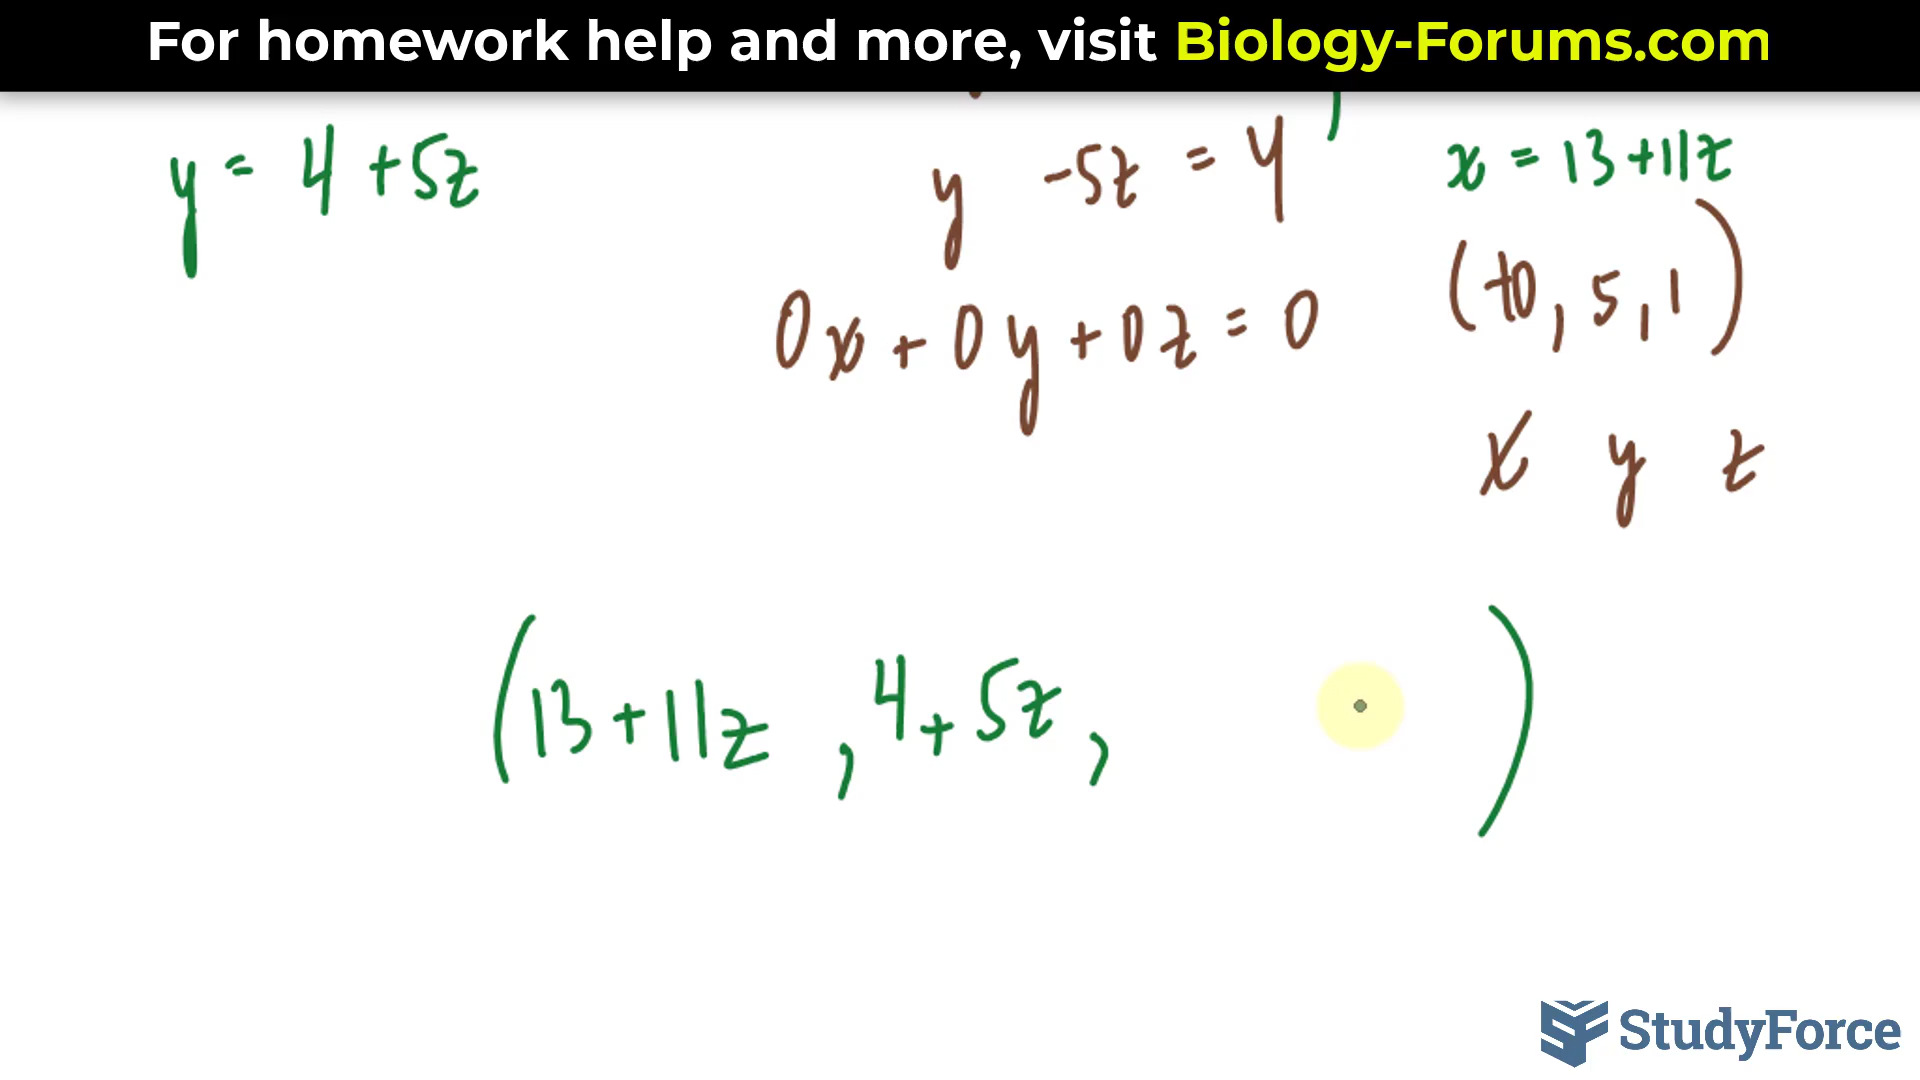 For homework help and more, visit Biology-Forums.com
y = 4 + 5z
y - 5z = 4
x = 13 + 11z
0x + 0y + 0z = 0
( 10, 5, 1 )
x y z
(13 + 11z , 4 + 5z , )
StudyForce